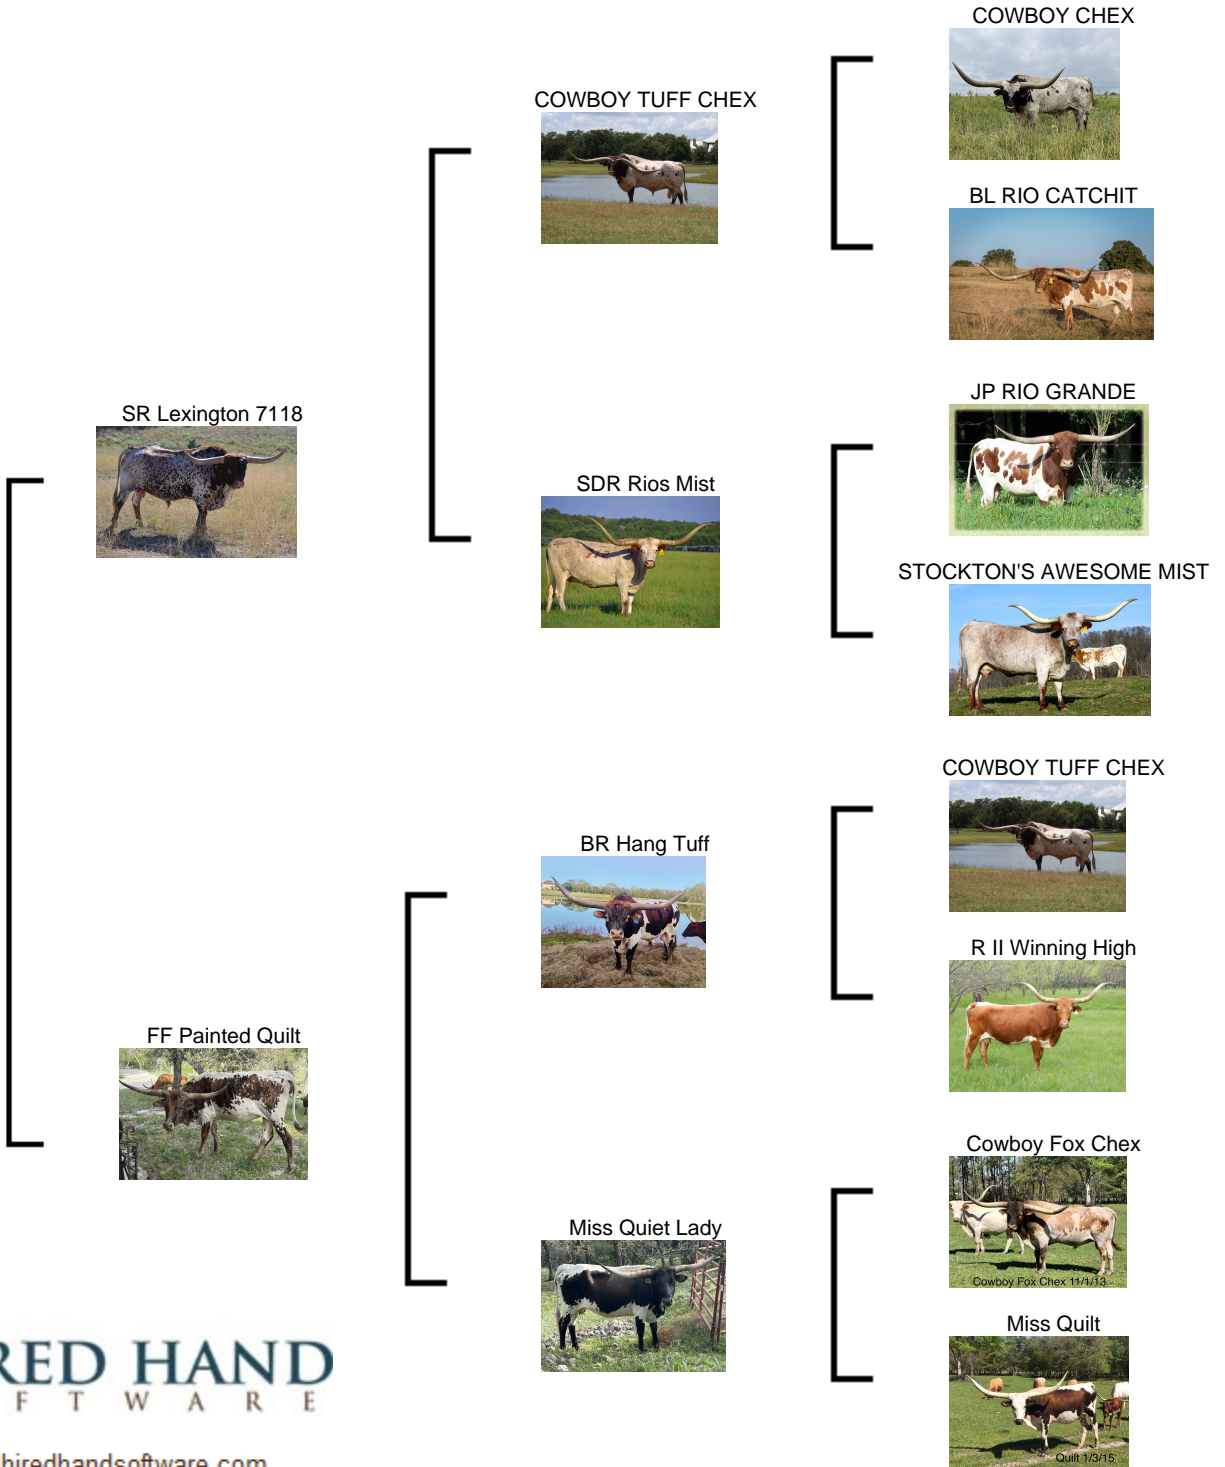 COWBOY CHEX
COWBOY TUFF CHEX
BL RIO CATCHIT
JP RIO GRANDE
SR Lexington 7118
SDR Rios Mist
STOCKTON'S AWESOME MIST
COWBOY TUFF CHEX
BR Hang Tuff
R II Winning High
FF Painted Quilt
Cowboy Fox Chex
Cowboy Fox Chex 11/1/13
Miss Quiet Lady
Miss Quilt
Quilt 1/3/15
RED HAND
F T W A R E
hiredhandsoftware.com